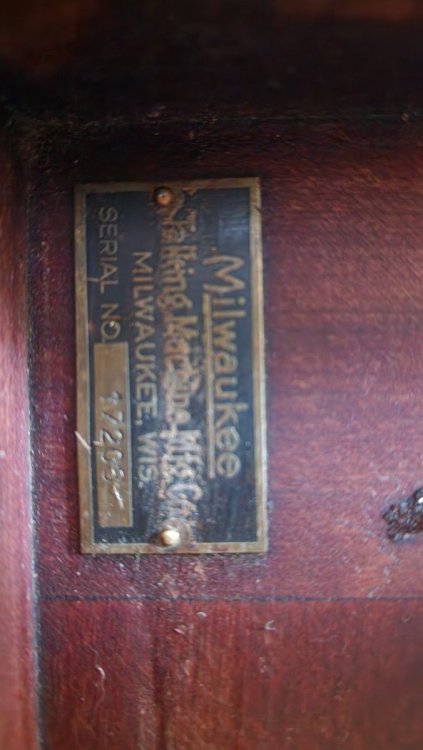 Milwaukee
Talking Machine Mfg Co.
MILWAUKEE, WIS.
SERIAL NO.